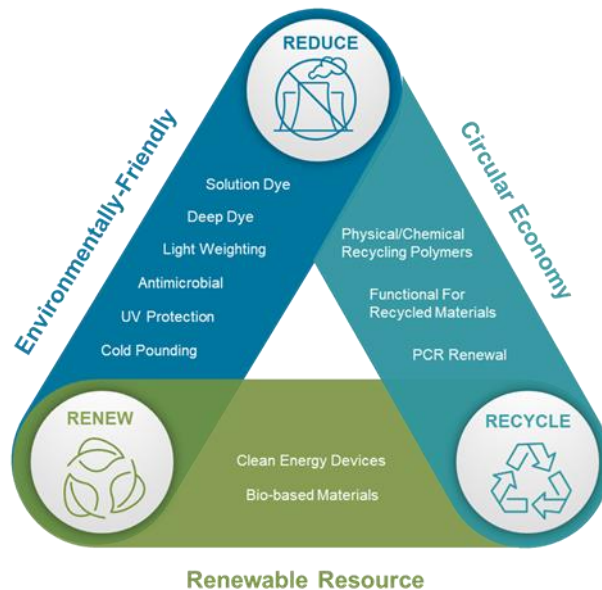 REDUCE
Environmentally-Friendly
Circular Economy
Solution Dye
Deep Dye
Light Weighting
Antimicrobial
UV Protection
Cold Pounding
Physical/Chemical
Recycling Polymers
Functional For
Recycled Materials
PCR Renewal
RENEW
RECYCLE
Clean Energy Devices
Bio-based Materials
Renewable Resource